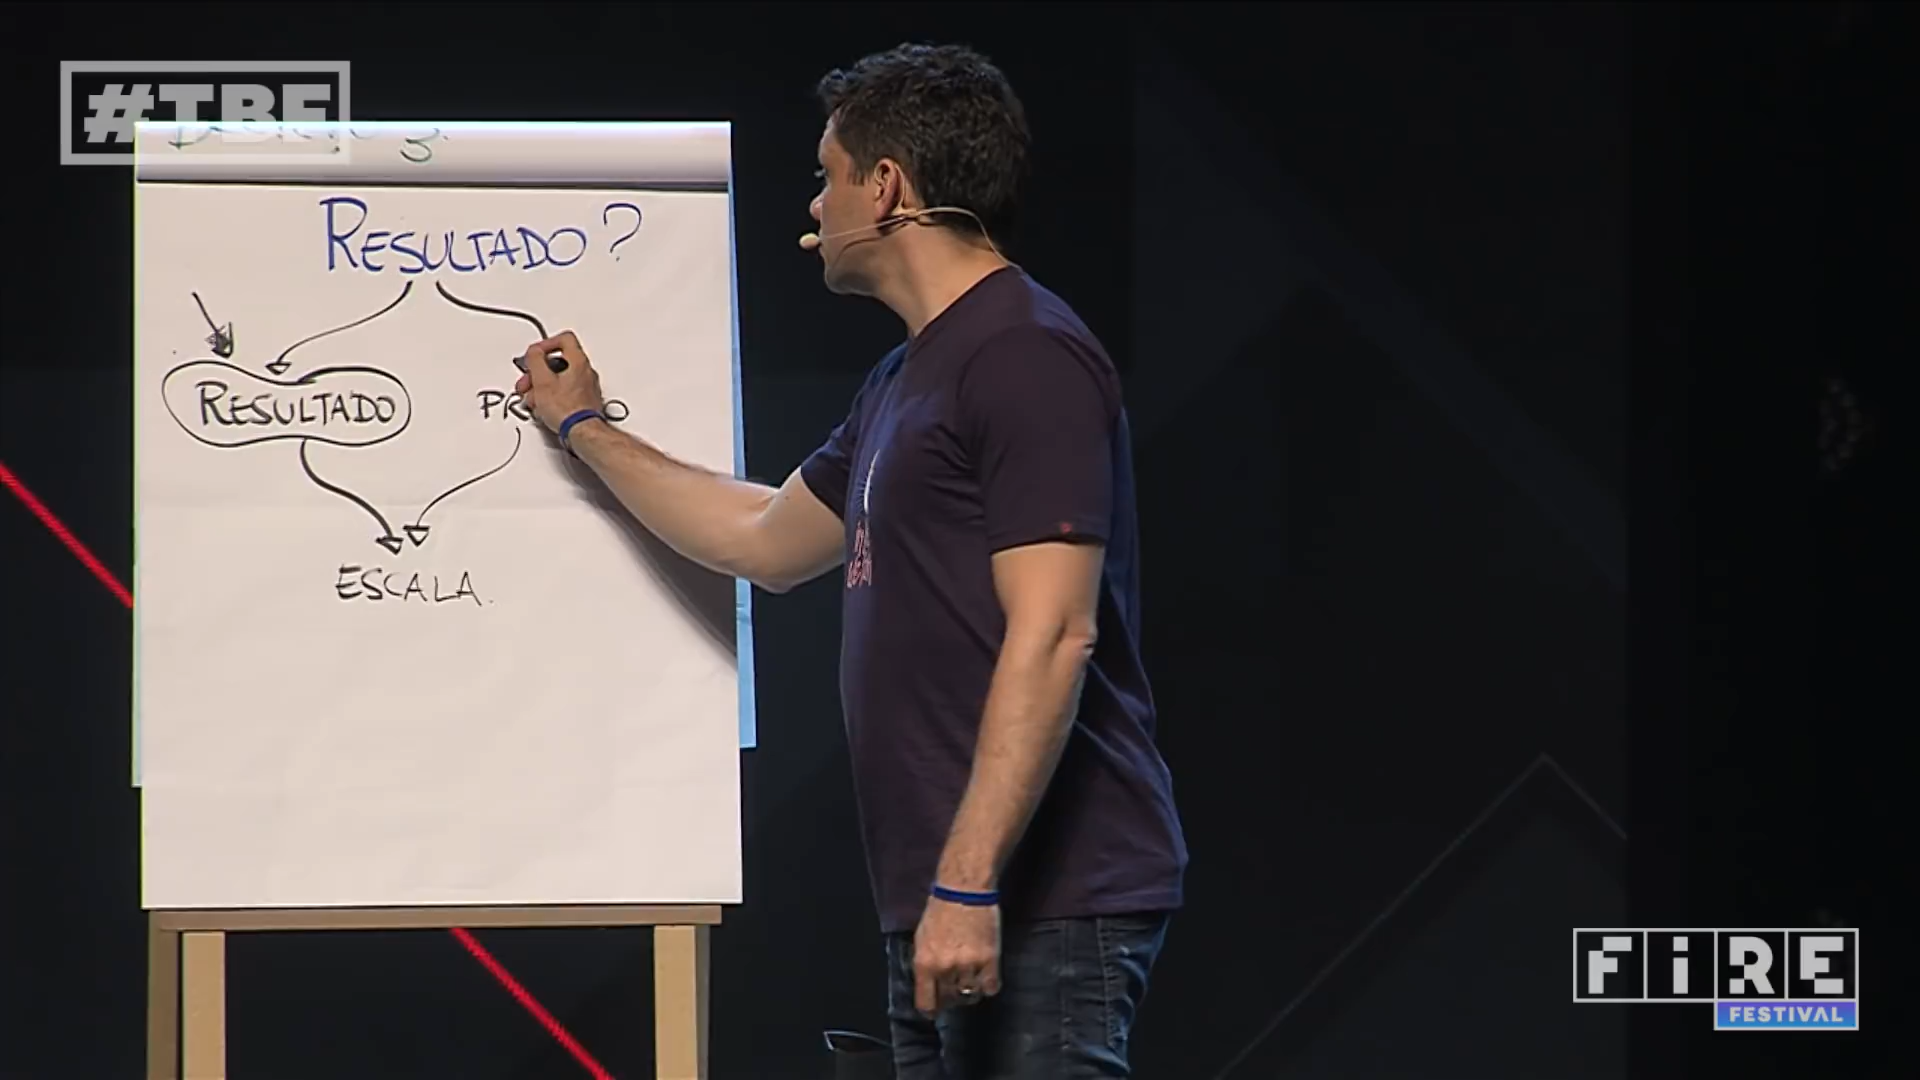 #TBF
RESULTADO?
RESULTADO
ESCALA.
FIRE
FESTIVAL